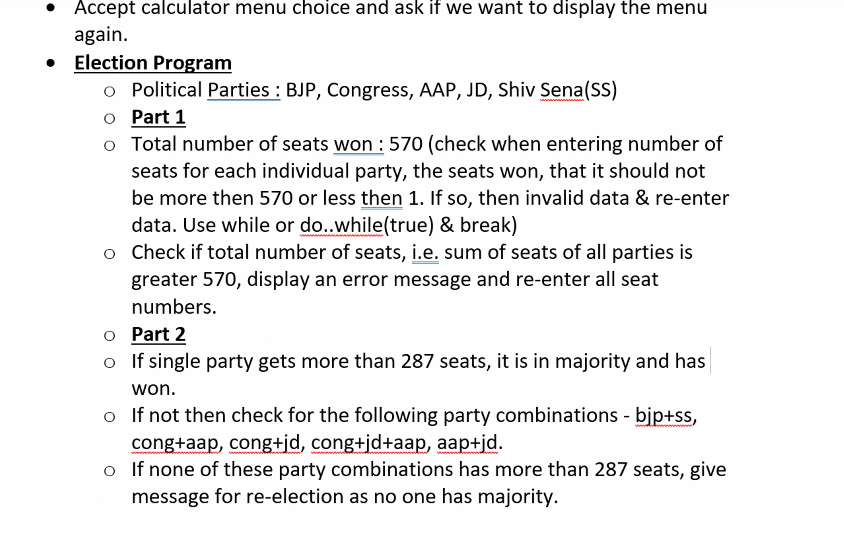 • Accept calculator menu choice and ask if we want to display the menu
again.
• Election Program
o Political Parties : BJP, Congress, AAP, JD, Shiv Sena(SS)
o Part 1
o Total number of seats won : 570 (check when entering number of
seats for each individual party, the seats won, that it should not
be more then 570 or less then 1. If so, then invalid data & re-enter
data. Use while or do..while(true) & break)
o Check if total number of seats, i.e. sum of seats of all parties is
greater 570, display an error message and re-enter all seat
numbers.
o Part 2
o If single party gets more than 287 seats, it is in majority and has
won.
o If not then check for the following party combinations - bjp+ss,
cong+aap, cong+jd, cong+jd+aap, aap+jd.
o If none of these party combinations has more than 287 seats, give
message for re-election as no one has majority.